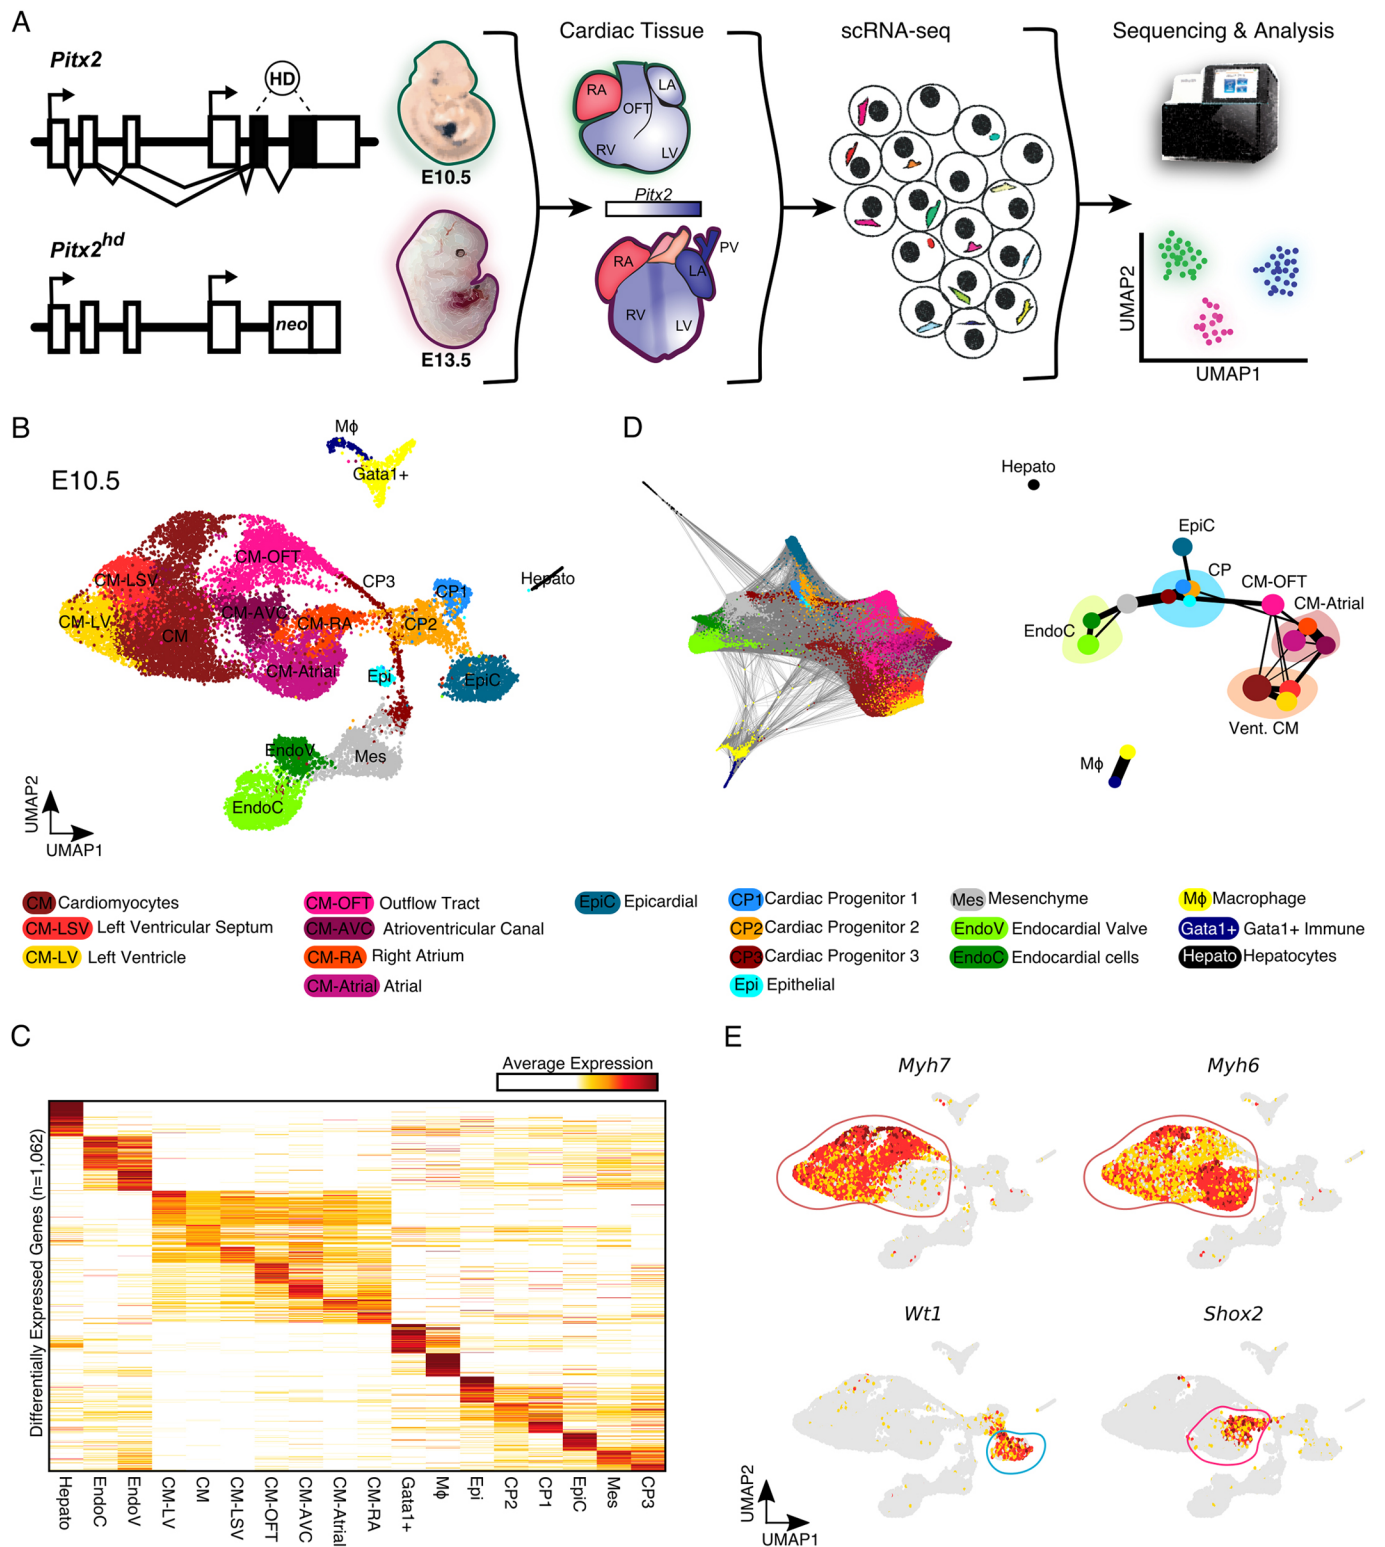 A
Pitx2
HD
E10.5
Pitx2hd
neo
E13.5
Cardiac Tissue
RA
LA
OFT
RV
LV
Pitx2
PV
RA
LA
RV
LV
scRNA-seq
Sequencing & Analysis
UMAP2
UMAP1
B
E10.5
Mϕ
Gata1+
CM-OFT
CM-LSV
CP3
CP1
Hepato
CM-LV
CM-AVC
CM-RA
CP2
CM
CM-Atrial
Epi
EpiC
EndoV
Mes
EndoC
UMAP2
UMAP1
D
Hepato
EpiC
CP
CM-OFT
CM-Atrial
EndoC
Vent. CM
Mϕ
CM Cardiomyocytes
CM-LSV Left Ventricular Septum
CM-LV Left Ventricle
CM-OFT Outflow Tract
CM-AVC Atrioventricular Canal
CM-RA Right Atrium
CM-Atrial Atrial
EpiC Epicardial
CP1 Cardiac Progenitor 1
CP2 Cardiac Progenitor 2
CP3 Cardiac Progenitor 3
Epi Epithelial
Mes Mesenchyme
EndoV Endocardial Valve
EndoC Endocardial cells
Mϕ Macrophage
Gata1+ Gata1+ Immune
Hepato Hepatocytes
C
Average Expression
Differentially Expressed Genes (n=1,062)
Hepato
EndoC
EndoV
CM-LV
CM
CM-LSV
CM-OFT
CM-AVC
CM-Atrial
CM-RA
Gata1+
Mϕ
Epi
CP2
CP1
EpiC
Mes
CP3
E
Myh7
Myh6
Wt1
Shox2
UMAP2
UMAP1